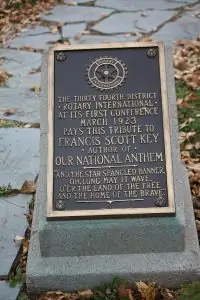 THE THIRTY FOURTH DISTRICT
· ROTARY INTERNATIONAL ·
AT ITS FIRST CONFERENCE
MARCH 1923
PAYS THIS TRIBUTE TO
FRANCIS SCOTT KEY
· AUTHOR OF ·
OUR NATIONAL ANTHEM
"AND THE STAR SPANGLED BANNER,
OH, LONG MAY IT WAVE,
O'ER THE LAND OF THE FREE
AND THE HOME OF THE BRAVE"